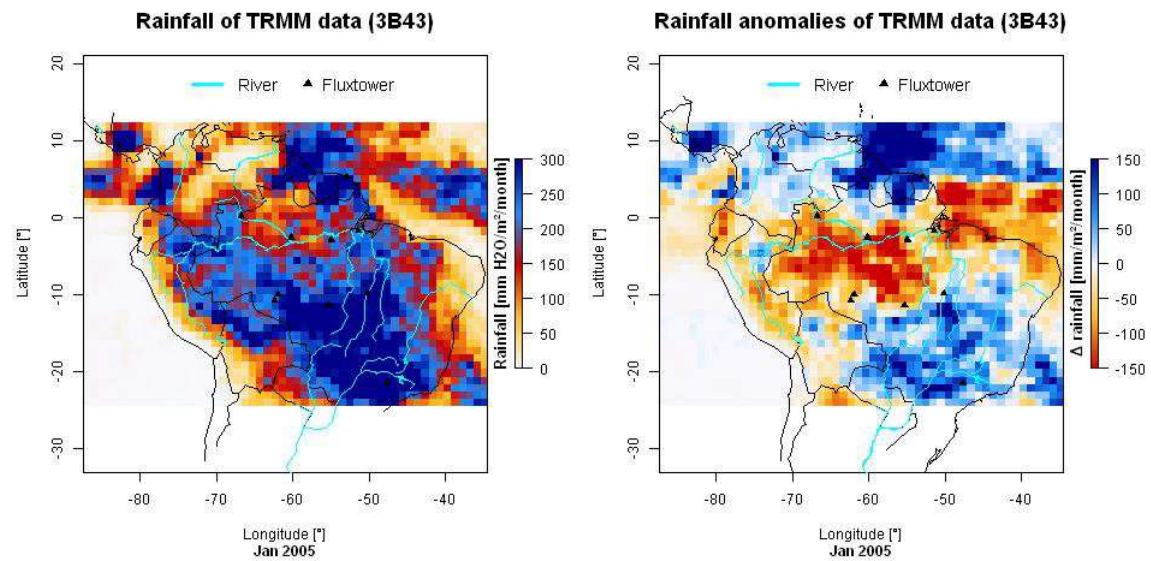 Rainfall of TRMM data (3B43)
River
Fluxtower
20
10
0
-10
-20
-30
Latitude [°]
-80
-70
-60
-50
-40
Longitude [°]
Jan 2005
300
250
200
150
100
50
0
Rainfall [mm H2O/m²/month]
Rainfall anomalies of TRMM data (3B43)
River
Fluxtower
20
10
0
-10
-20
-30
Latitude [°]
-80
-70
-60
-50
-40
Longitude [°]
Jan 2005
150
100
50
0
-50
-100
-150
Δ rainfall [mm/m²/month]